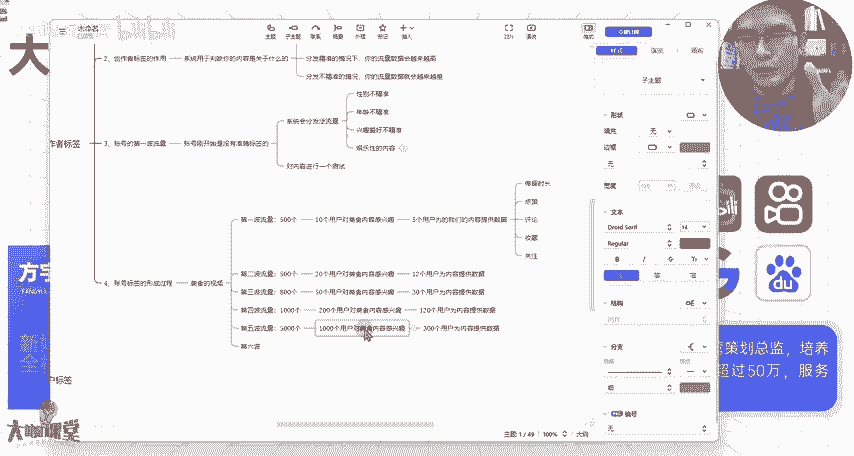 未命名
主题
子主题
联系
概要
外框
标记
插入
演说
格式
2、创作者标签的作用
系统用于判断你的内容是关于什么的
分发精准的情况下，你的流量数据会越来越高
分发不精准的情况，你的流量数据就会越来越差
作者标签
3、账号的第一波流量
账号刚开始是没有准确标签的
系统会分发泛流量
性别不精准
年龄不精准
兴趣爱好不精准
娱乐性的内容
对内容进行一个测试
4、账号标签的形成过程
美食的视频
第一波流量：500个
10个用户对美食内容感兴趣
5个用户为的我们的内容提供数据
停留时长
点赞
评论
收藏
关注
第二波流量：500个
20个用户对美食内容感兴趣
12个用户为内容提供数据
第三波流量：800个
50个用户对美食内容感兴趣
30个用户为内容提供数据
第四波流量：1000个
200个用户对美食内容感兴趣
120个用户为内容提供数据
第五波流量：5000个
1000个用户对美食内容感兴趣
300个用户为内容提供数据
第六波
户标签
子主题
形状
填充
无
边框
无
宽度
文本
Droid Serif
14
Regular
B
I
S
结构
分支
细
编号
无
主题: 1 / 49
100%
大纲
bili
du
营策划总监，培养
超过50万，服务
大咖课堂